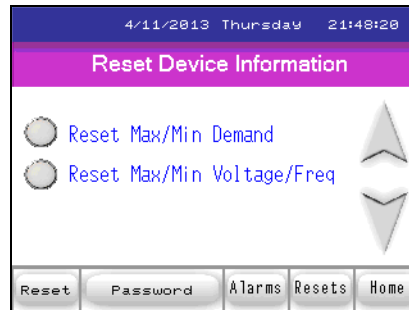 4/11/2013 Thursday 21:48:20
Reset Device Information
Reset Max/Min Demand
Reset Max/Min Voltage/Freq
Reset Password Alarms Resets Home